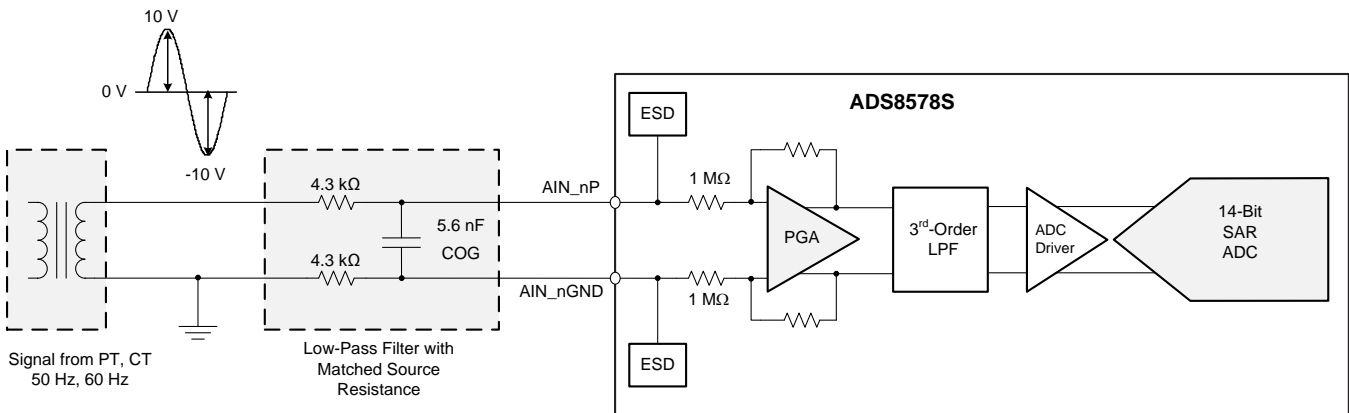 10 V
0 V
-10 V
ADS8578S
ESD
4.3 kΩ
AIN_nP
1 MΩ
5.6 nF
COG
PGA
3rd-Order
LPF
ADC
Driver
14-Bit
SAR
ADC
4.3 kΩ
AIN_nGND
1 MΩ
ESD
Signal from PT, CT
50 Hz, 60 Hz
Low-Pass Filter with
Matched Source
Resistance